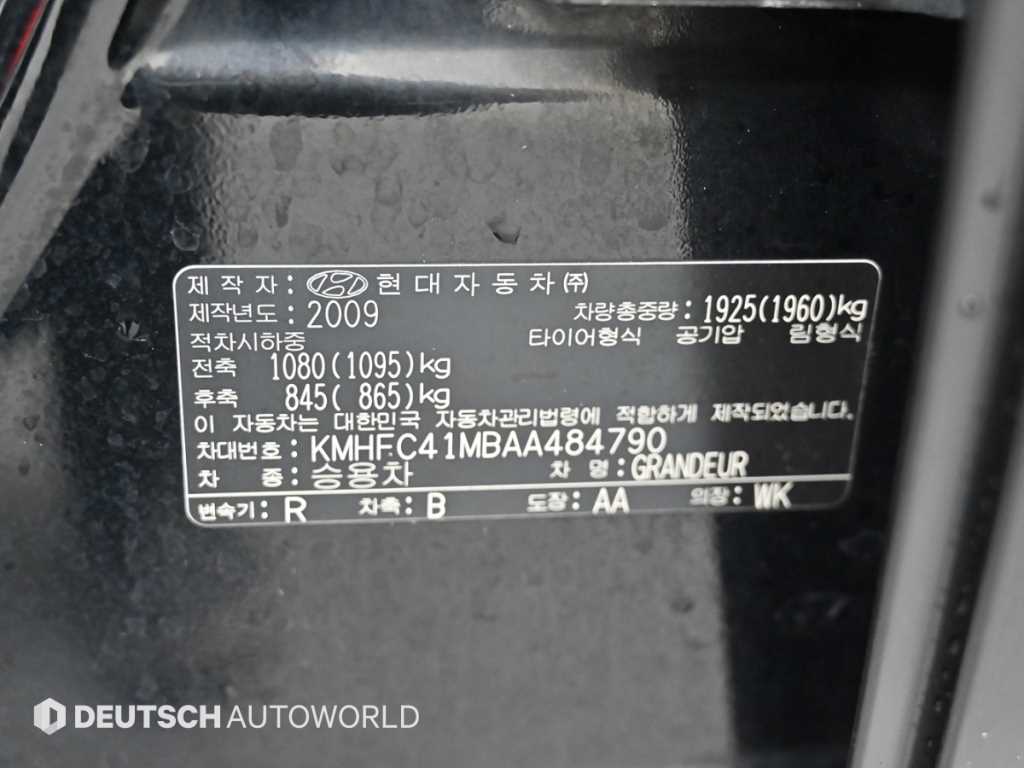 제 작 자 : 현대자동차(주)
제작년도 : 2009 차량총중량 : 1925(1960)kg
적차시하중 타이어형식 공기압 림형식
전축 1080(1095)kg
후축 845( 865)kg
이 자동차는 대한민국 자동차관리법령에 적합하게 제작되었습니다.
차대번호 : KMHFC41MBAA484790
차 종 : 승용차 차 명 : GRANDEUR
변속기 : R 차축 : B 도장 : AA 의장 : WK
DEUTSCH AUTOWORLD